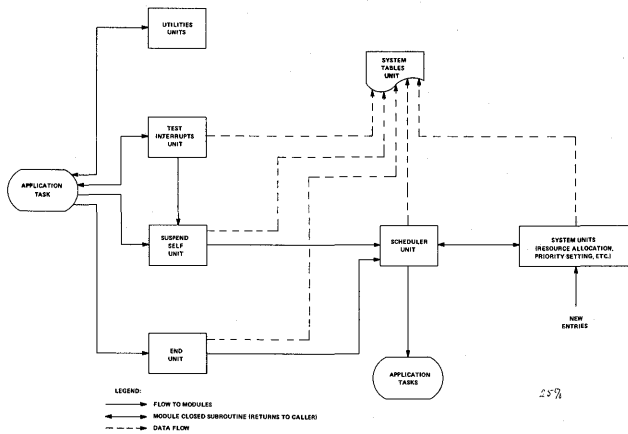 UTILITIES
UNITS
SYSTEM
TABLES
UNIT
TEST
INTERRUPTS
UNIT
APPLICATION
TASK
SUSPEND
SELF
UNIT
SCHEDULER
UNIT
SYSTEM UNITS
(RESOURCE ALLOCATION,
PRIORITY SETTING, ETC.)
NEW
ENTRIES
END
UNIT
APPLICATION
TASKS
LEGEND:
FLOW TO MODULES
MODULE CLOSED SUBROUTINE (RETURNS TO CALLER)
DATA FLOW